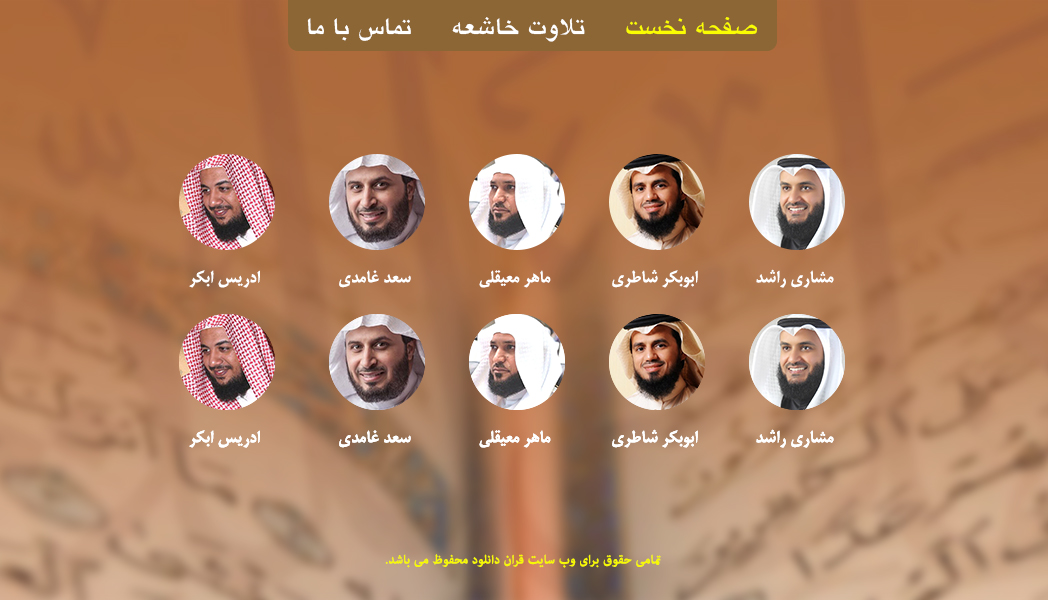 صفحه نخست تلاوت خاشعه تماس با ما
مشاری راشد ابوبکر شاطری ماهر معیقلی سعد غامدی ادریس ابکر
مشاری راشد ابوبکر شاطری ماهر معیقلی سعد غامدی ادریس ابکر
تمامی حقوق برای وب سایت قران دانلود محفوظ می باشد.